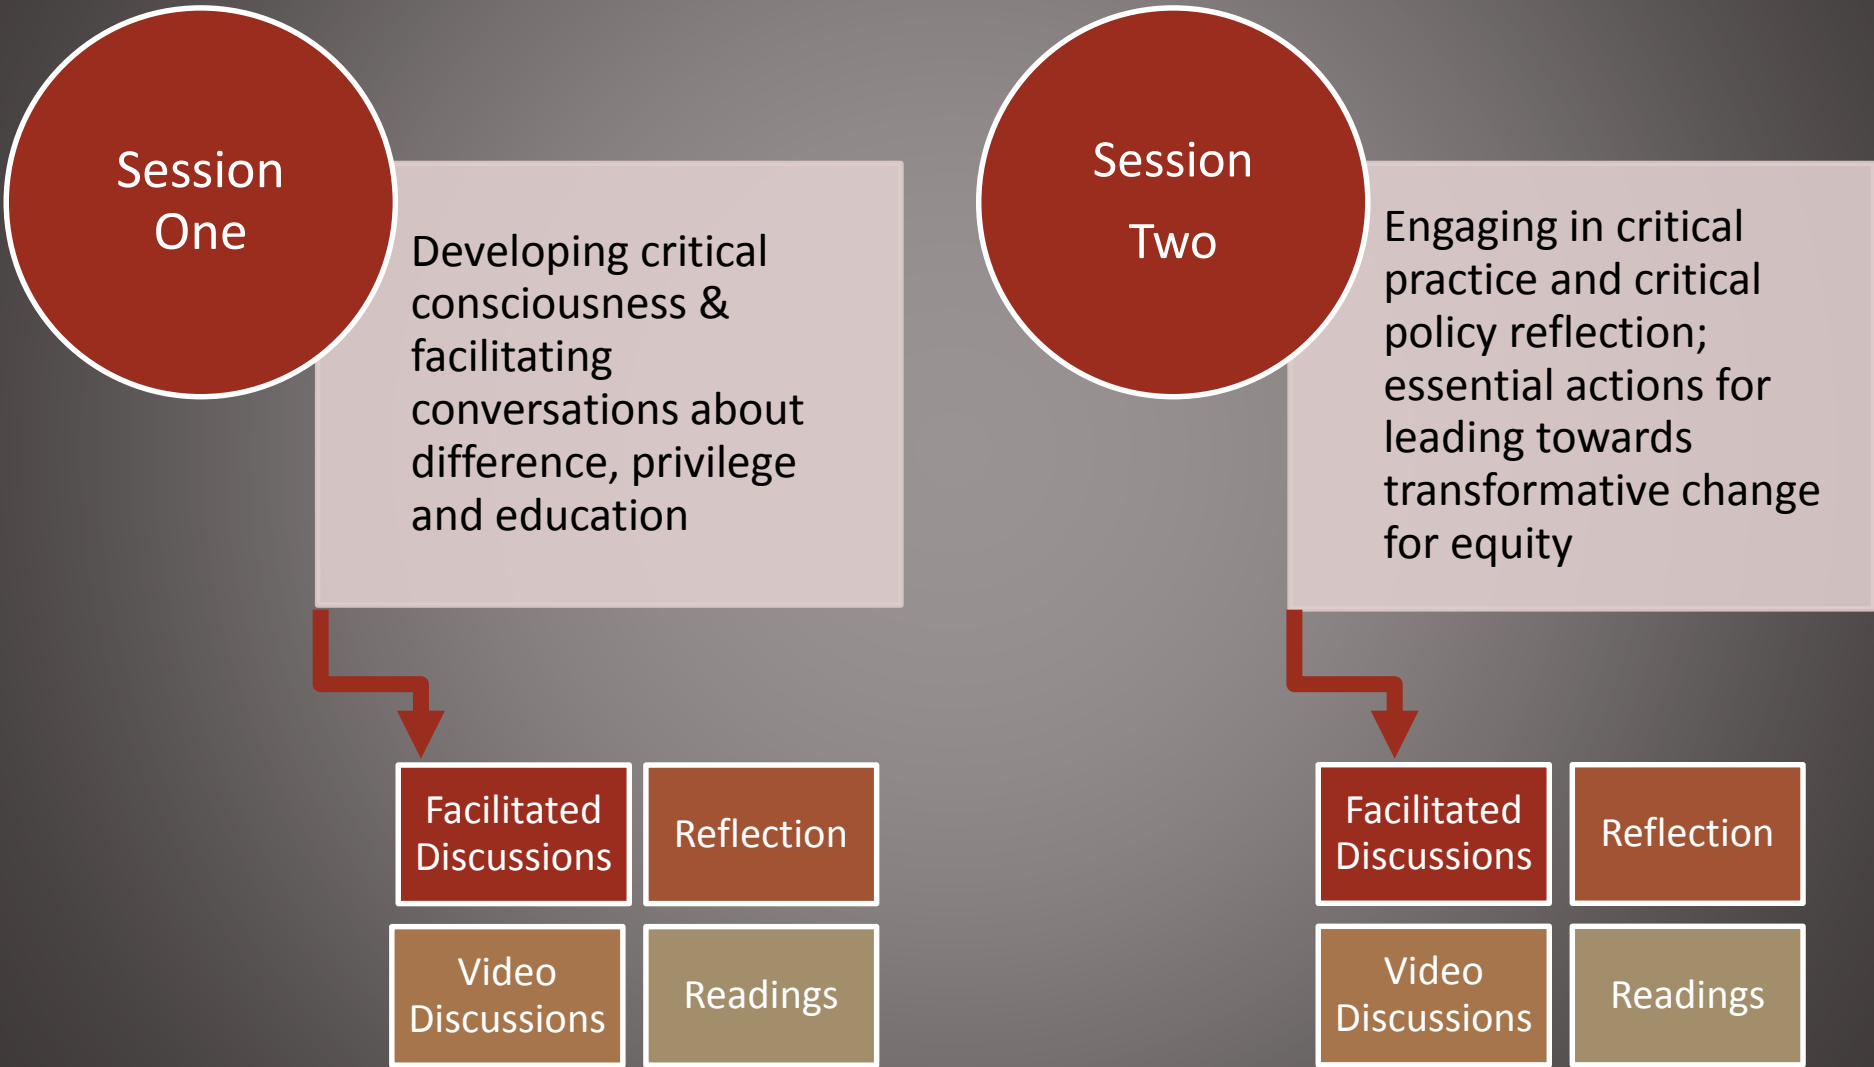 Session
One
Developing critical
consciousness &
facilitating
conversations about
difference, privilege
and education
Facilitated
Discussions
Reflection
Video
Discussions
Readings
Session
Two
Engaging in critical
practice and critical
policy reflection;
essential actions for
leading towards
transformative change
for equity
Facilitated
Discussions
Reflection
Video
Discussions
Readings